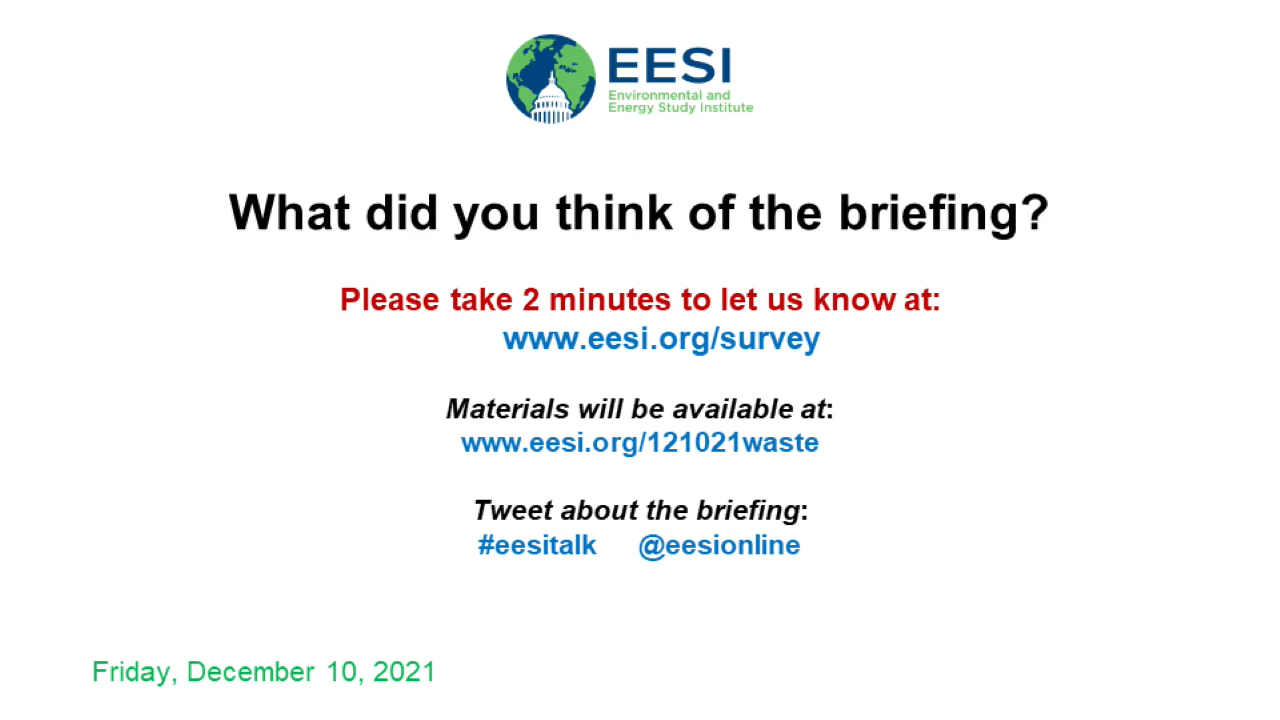 EESI
Environmental and
Energy Study Institute
What did you think of the briefing?
Please take 2 minutes to let us know at:
www.eesi.org/survey
Materials will be available at:
www.eesi.org/121021waste
Tweet about the briefing:
#eesitalk @eesionline
Friday, December 10, 2021